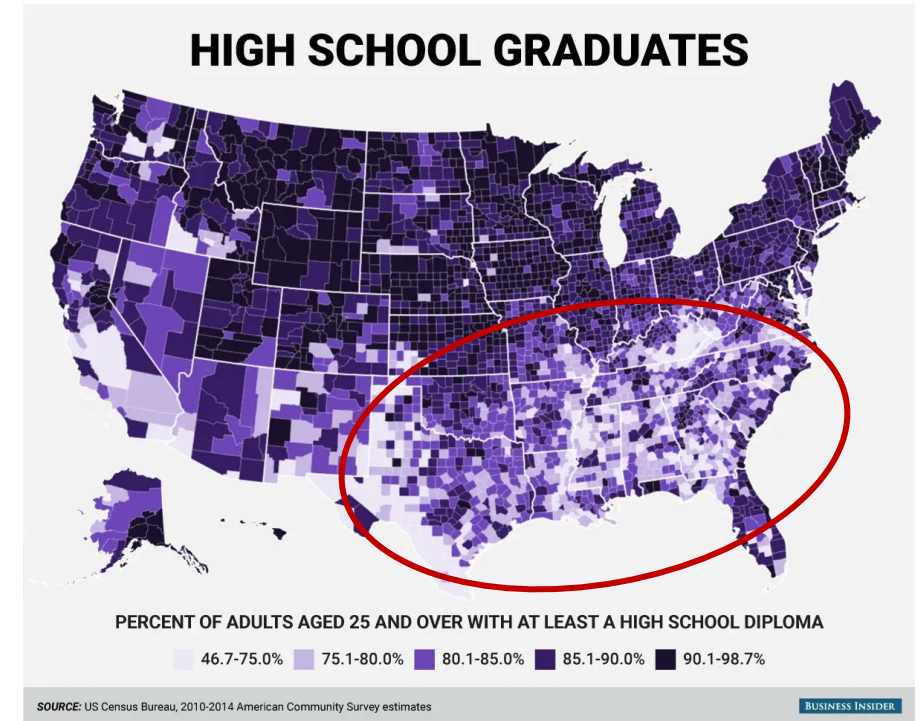 HIGH SCHOOL GRADUATES
PERCENT OF ADULTS AGED 25 AND OVER WITH AT LEAST A HIGH SCHOOL DIPLOMA
46.7-75.0% 75.1-80.0% 80.1-85.0% 85.1-90.0% 90.1-98.7%
SOURCE: US Census Bureau, 2010-2014 American Community Survey estimates
BUSINESS INSIDER